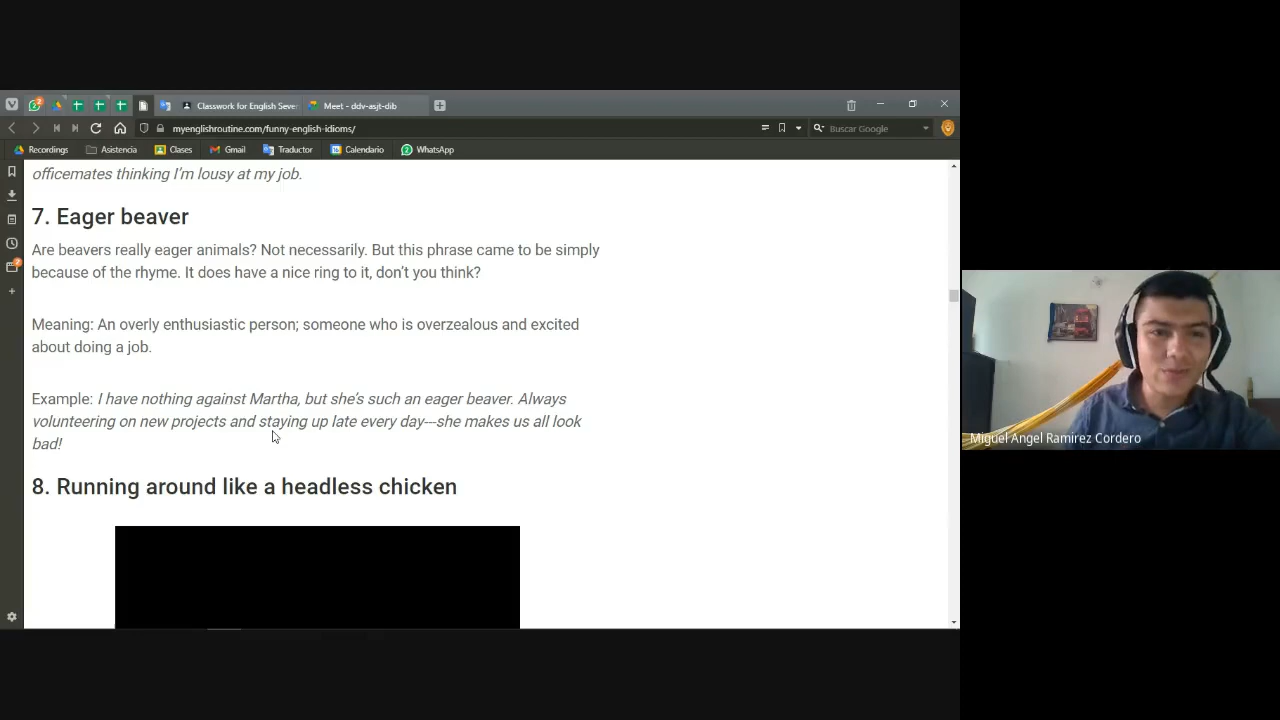 Classwork for English Seve
Meet - ddv-asjt-dib
myenglishroutine.com/funny-english-idioms/
Buscar Google
Recordings
Asistencia
Clases
Gmail
Traductor
Calendario
WhatsApp
officemates thinking I'm lousy at my job.
7. Eager beaver
Are beavers really eager animals? Not necessarily. But this phrase came to be simply
because of the rhyme. It does have a nice ring to it, don't you think?
Meaning: An overly enthusiastic person; someone who is overzealous and excited
about doing a job.
Example: I have nothing against Martha, but she's such an eager beaver. Always
volunteering on new projects and staying up late every day---she makes us all look
bad!
8. Running around like a headless chicken
Miguel Angel Ramirez Cordero